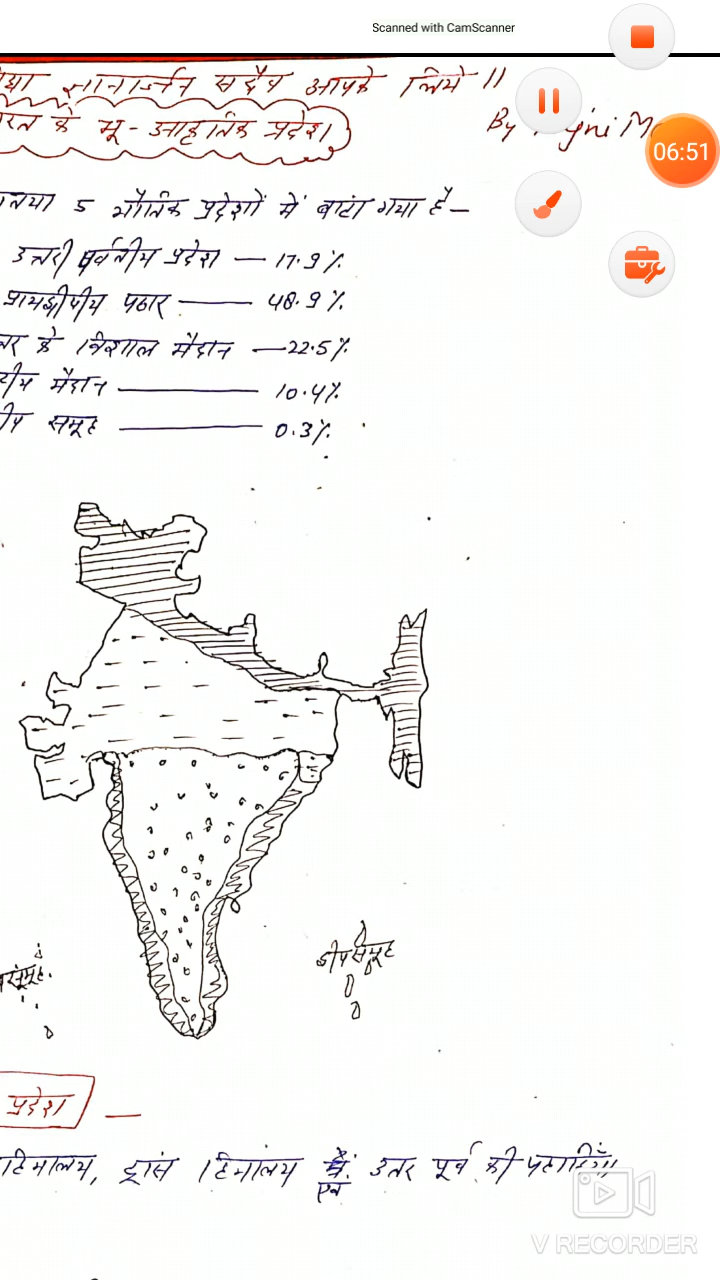 Scanned with CamScanner
ज्ञानार्जन सदैव आपके लिये ॥
के भू-आकृतिक प्रदेश
By
06:51
5 भौतिक प्रदेशों में बांटा गया है –
उत्तरी पर्वतीय प्रदेश — 17.9%
प्रायद्वीपीय पठार — 48.9%
के विशाल मैदान — 22.5%
मैदान — 10.4%
समूह — 0.3%
द्वीप समूह
समूह.
प्रदेश —
हिमालय, ट्रांस हिमालय एवं उत्तर पूर्व की पहाड़ियाँ
V RECORDER